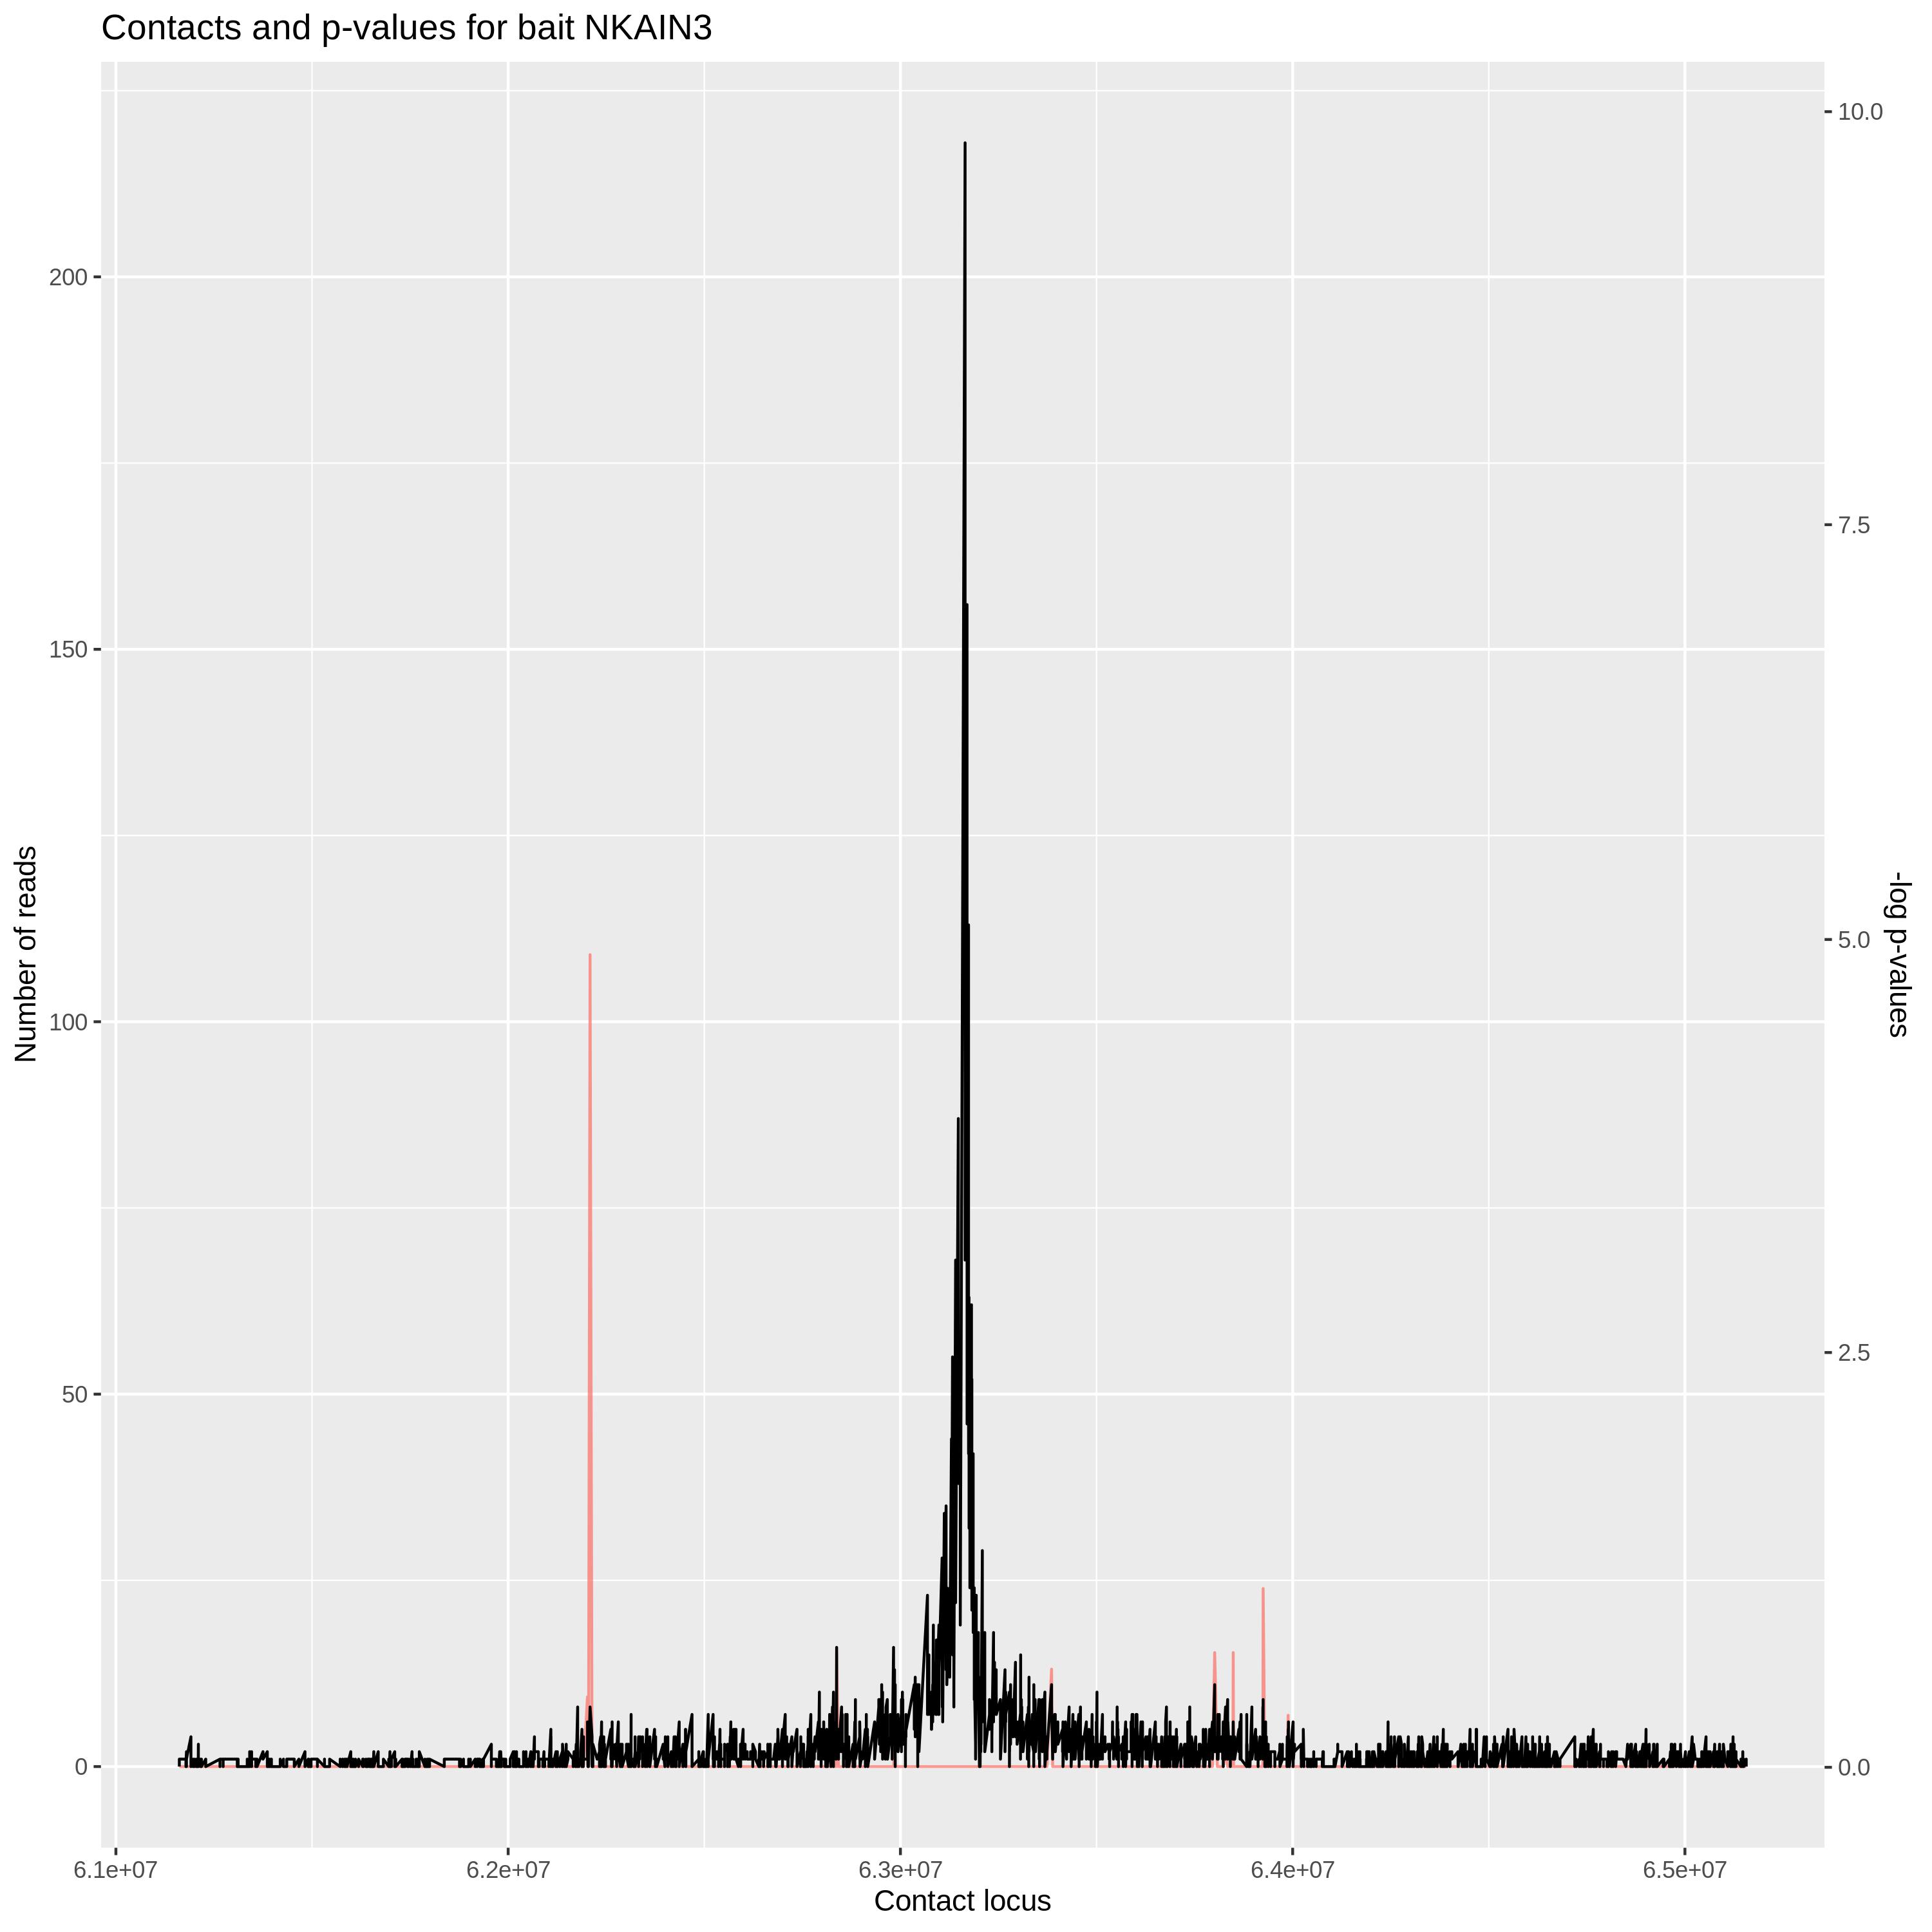 Contacts and p-values for bait NKAIN3
10.0
200
7.5
150
Number of reads
-log p-values
5.0
100
2.5
50
0
0.0
6.1e+07 6.2e+07 6.3e+07 6.4e+07 6.5e+07
Contact locus